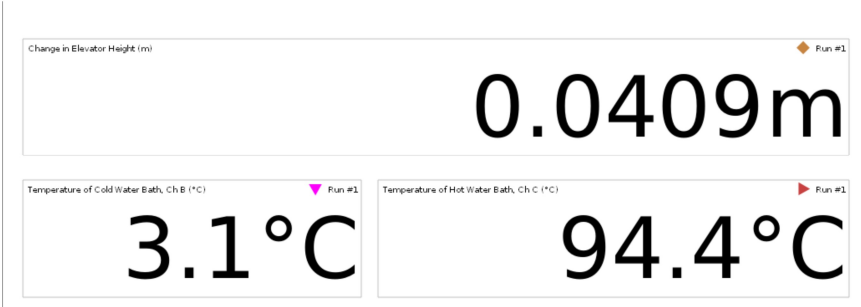 Change in Elevator Height (m) Run #1
0.0409m
Temperature of Cold Water Bath, Ch B (°C) Run #1
3.1°C
Temperature of Hot Water Bath, Ch C (°C) Run #1
94.4°C